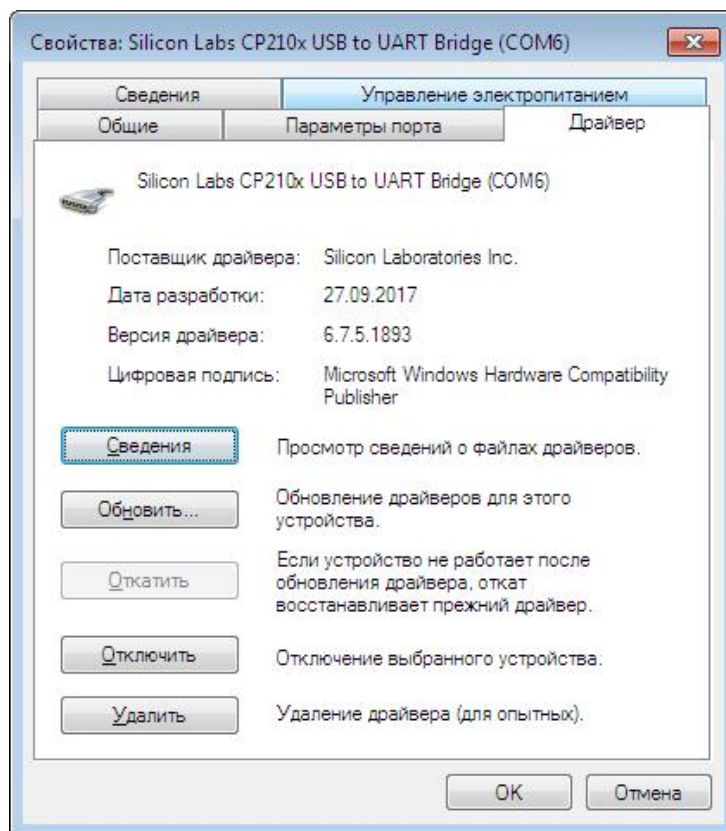 Свойства: Silicon Labs CP210x USB to UART Bridge (COM6)
Сведения
Управление электропитанием
Общие
Параметры порта
Драйвер
Silicon Labs CP210x USB to UART Bridge (COM6)
Поставщик драйвера: Silicon Laboratories Inc.
Дата разработки: 27.09.2017
Версия драйвера: 6.7.5.1893
Цифровая подпись: Microsoft Windows Hardware Compatibility
Publisher
Сведения
Просмотр сведений о файлах драйверов.
Обновить...
Обновление драйверов для этого
устройства.
Откатить
Если устройство не работает после
обновления драйвера, откат
восстанавливает прежний драйвер.
Отключить
Отключение выбранного устройства.
Удалить
Удаление драйвера (для опытных).
OK
Отмена